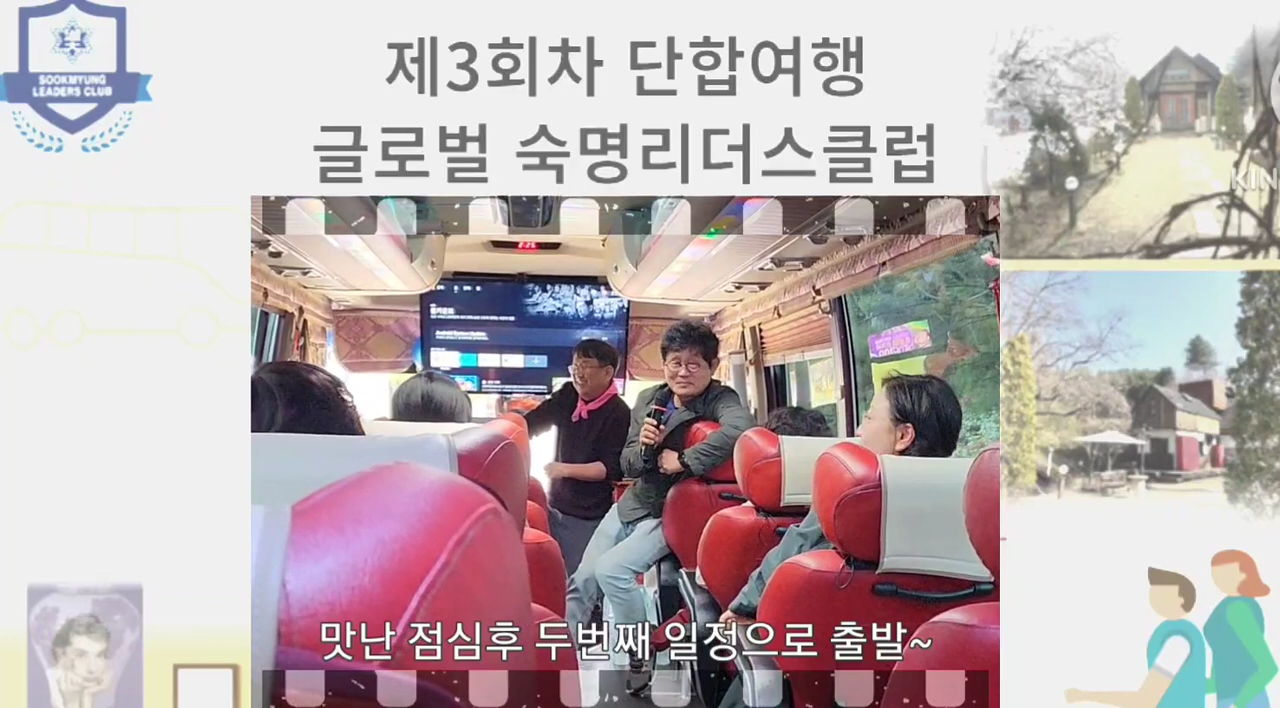 제3회차 단합여행
글로벌 숙명리더스클럽
SOOKMYUNG
LEADERS CLUB
KIN
맛난 점심후 두번째 일정으로 출발~